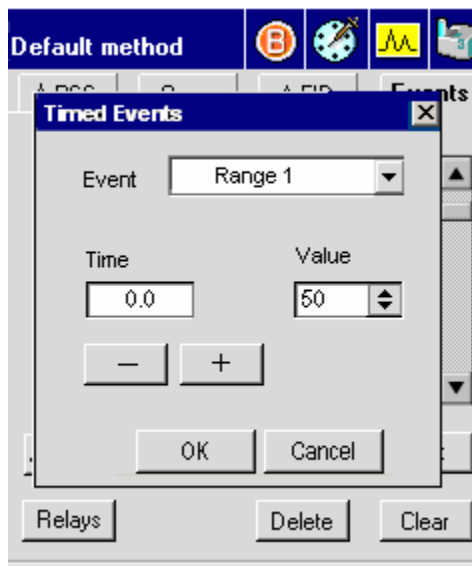 Default method
B
Events
Timed Events
Event
Range 1
Time
Value
0.0
50
— +
OK
Cancel
Relays
Delete
Clear